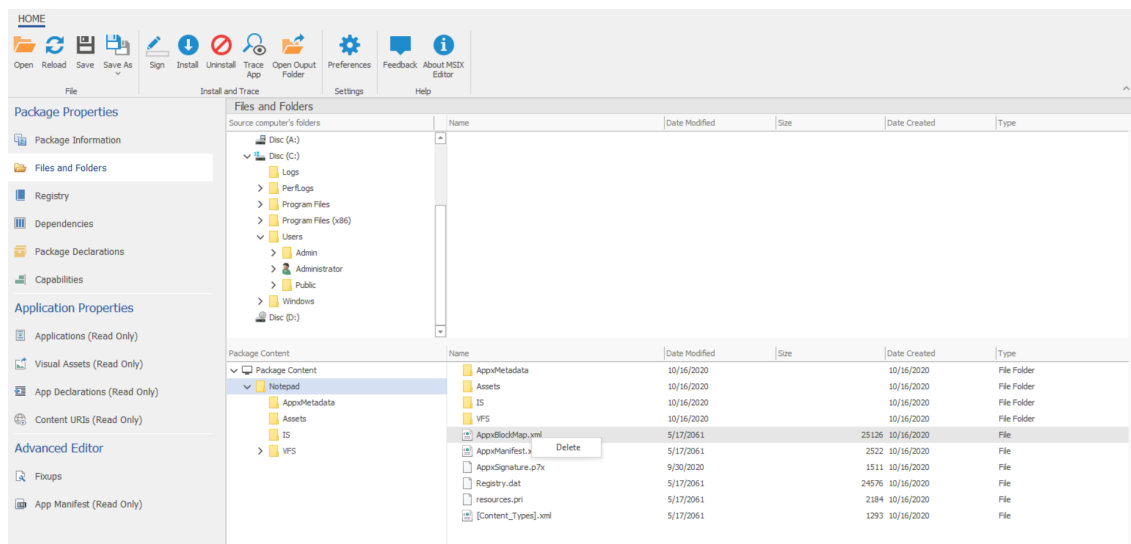 HOME
Open Reload Save Save As Sign Install Uninstall Trace App Open Ouput Folder Preferences Feedback About MSIX Editor
File Install and Trace Settings Help
Package Properties
Package Information
Files and Folders
Registry
Dependencies
Package Declarations
Capabilities
Application Properties
Applications (Read Only)
Visual Assets (Read Only)
App Declarations (Read Only)
Content URIs (Read Only)
Advanced Editor
Fixups
App Manifest (Read Only)
Files and Folders
Source computer's folders
Disc (A:)
Disc (C:)
Logs
PerfLogs
Program Files
Program Files (x86)
Users
Admin
Administrator
Public
Windows
Disc (D:)
Name Date Modified Size Date Created Type
Package Content
Package Content
Notepad
AppxMetadata
Assets
IS
VFS
Name Date Modified Size Date Created Type
AppxMetadata 10/16/2020 10/16/2020 File Folder
Assets 10/16/2020 10/16/2020 File Folder
IS 10/16/2020 10/16/2020 File Folder
VFS 10/16/2020 10/16/2020 File Folder
AppxBlockMap.xml 5/17/2061 25126 10/16/2020 File
Delete
AppxManifest.x 5/17/2061 2522 10/16/2020 File
AppxSignature.p7x 9/30/2020 1511 10/16/2020 File
Registry.dat 5/17/2061 24576 10/16/2020 File
resources.pri 5/17/2061 2184 10/16/2020 File
[Content_Types].xml 5/17/2061 1293 10/16/2020 File